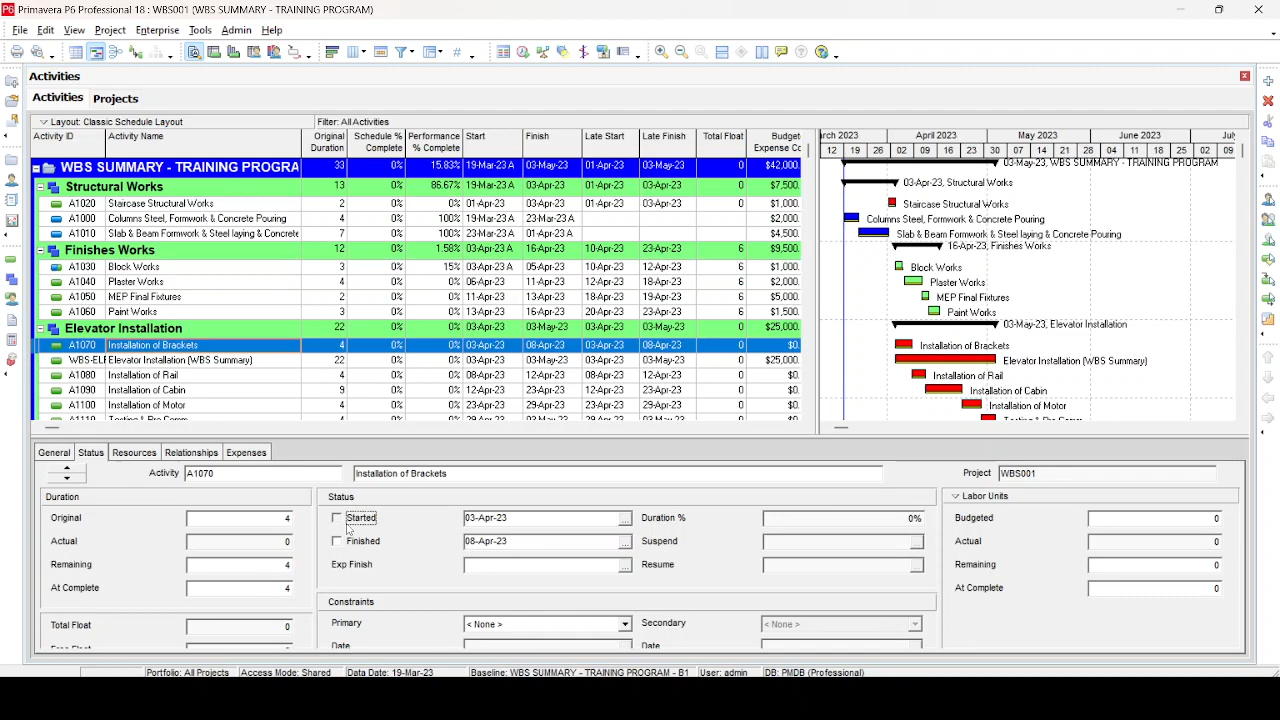 P6 Primavera P6 Professional 18 : WBS001 (WBS SUMMARY - TRAINING PROGRAM)
File Edit View Project Enterprise Tools Admin Help
Activities
Activities Projects
Layout: Classic Schedule Layout Filter: All Activities
Activity ID Activity Name Original Duration Schedule % Complete Performance % Complete Start Finish Late Start Late Finish Total Float Budget Expense Co
rch 2023 April 2023 May 2023 June 2023 July
12 19 26 02 09 16 23 30 07 14 21 28 04 11 18 25 02 09
WBS SUMMARY - TRAINING PROGRA 33 0% 15.83% 19-Mar-23 A 03-May-23 01-Apr-23 03-May-23 0 $42,000. 03-May-23, WBS SUMMARY - TRAINING PROGRAM
Structural Works 13 0% 86.67% 19-Mar-23 A 03-Apr-23 01-Apr-23 03-Apr-23 0 $7,500. 03-Apr-23, Structural Works
A1020 Staircase Structural Works 2 0% 0% 01-Apr-23 03-Apr-23 01-Apr-23 03-Apr-23 0 $1,000. Staircase Structural Works
A1000 Columns Steel, Formwork & Concrete Pouring 4 0% 100% 19-Mar-23 A 23-Mar-23 A $2,000. Columns Steel, Formwork & Concrete Pouring
A1010 Slab & Beam Formwork & Steel laying & Concrete 7 0% 100% 23-Mar-23 A 01-Apr-23 A $4,500. Slab & Beam Formwork & Steel laying & Concrete Pouring
Finishes Works 12 0% 1.58% 03-Apr-23 A 16-Apr-23 10-Apr-23 23-Apr-23 6 $9,500. 16-Apr-23, Finishes Works
A1030 Block Works 3 0% 15% 03-Apr-23 A 05-Apr-23 10-Apr-23 12-Apr-23 6 $1,000. Block Works
A1040 Plaster Works 4 0% 0% 06-Apr-23 11-Apr-23 12-Apr-23 18-Apr-23 6 $2,000. Plaster Works
A1050 MEP Final Fixtures 2 0% 0% 11-Apr-23 13-Apr-23 18-Apr-23 19-Apr-23 6 $5,000. MEP Final Fixtures
A1060 Paint Works 3 0% 0% 13-Apr-23 16-Apr-23 20-Apr-23 23-Apr-23 6 $1,500. Paint Works
Elevator Installation 22 0% 0% 03-Apr-23 03-May-23 03-Apr-23 03-May-23 0 $25,000. 03-May-23, Elevator Installation
A1070 Installation of Brackets 4 0% 0% 03-Apr-23 08-Apr-23 03-Apr-23 08-Apr-23 0 $0. Installation of Brackets
WBS-ELE Elevator Installation (WBS Summary) 22 0% 0% 03-Apr-23 03-May-23 03-Apr-23 03-May-23 0 $25,000. Elevator Installation (WBS Summary)
A1080 Installation of Rail 4 0% 0% 08-Apr-23 12-Apr-23 08-Apr-23 12-Apr-23 0 $0. Installation of Rail
A1090 Installation of Cabin 9 0% 0% 12-Apr-23 23-Apr-23 12-Apr-23 23-Apr-23 0 $0. Installation of Cabin
A1100 Installation of Motor 4 0% 0% 23-Apr-23 29-Apr-23 23-Apr-23 29-Apr-23 0 $0. Installation of Motor
General Status Resources Relationships Expenses
Activity A1070 Installation of Brackets Project WBS001
Duration Status Labor Units
Original 4 Started 03-Apr-23 ... Duration % 0% Budgeted 0
Actual 0 Finished 08-Apr-23 ... Suspend ... Actual 0
Remaining 4 Exp Finish ... Resume ... Remaining 0
At Complete 4 At Complete 0
Constraints
Total Float 0 Primary < None > Secondary < None >
Free Float Date Date
Portfolio: All Projects Access Mode: Shared Data Date: 19-Mar-23 Baseline: WBS SUMMARY - TRAINING PROGRAM - B1 User: admin DB: PMDB (Professional)